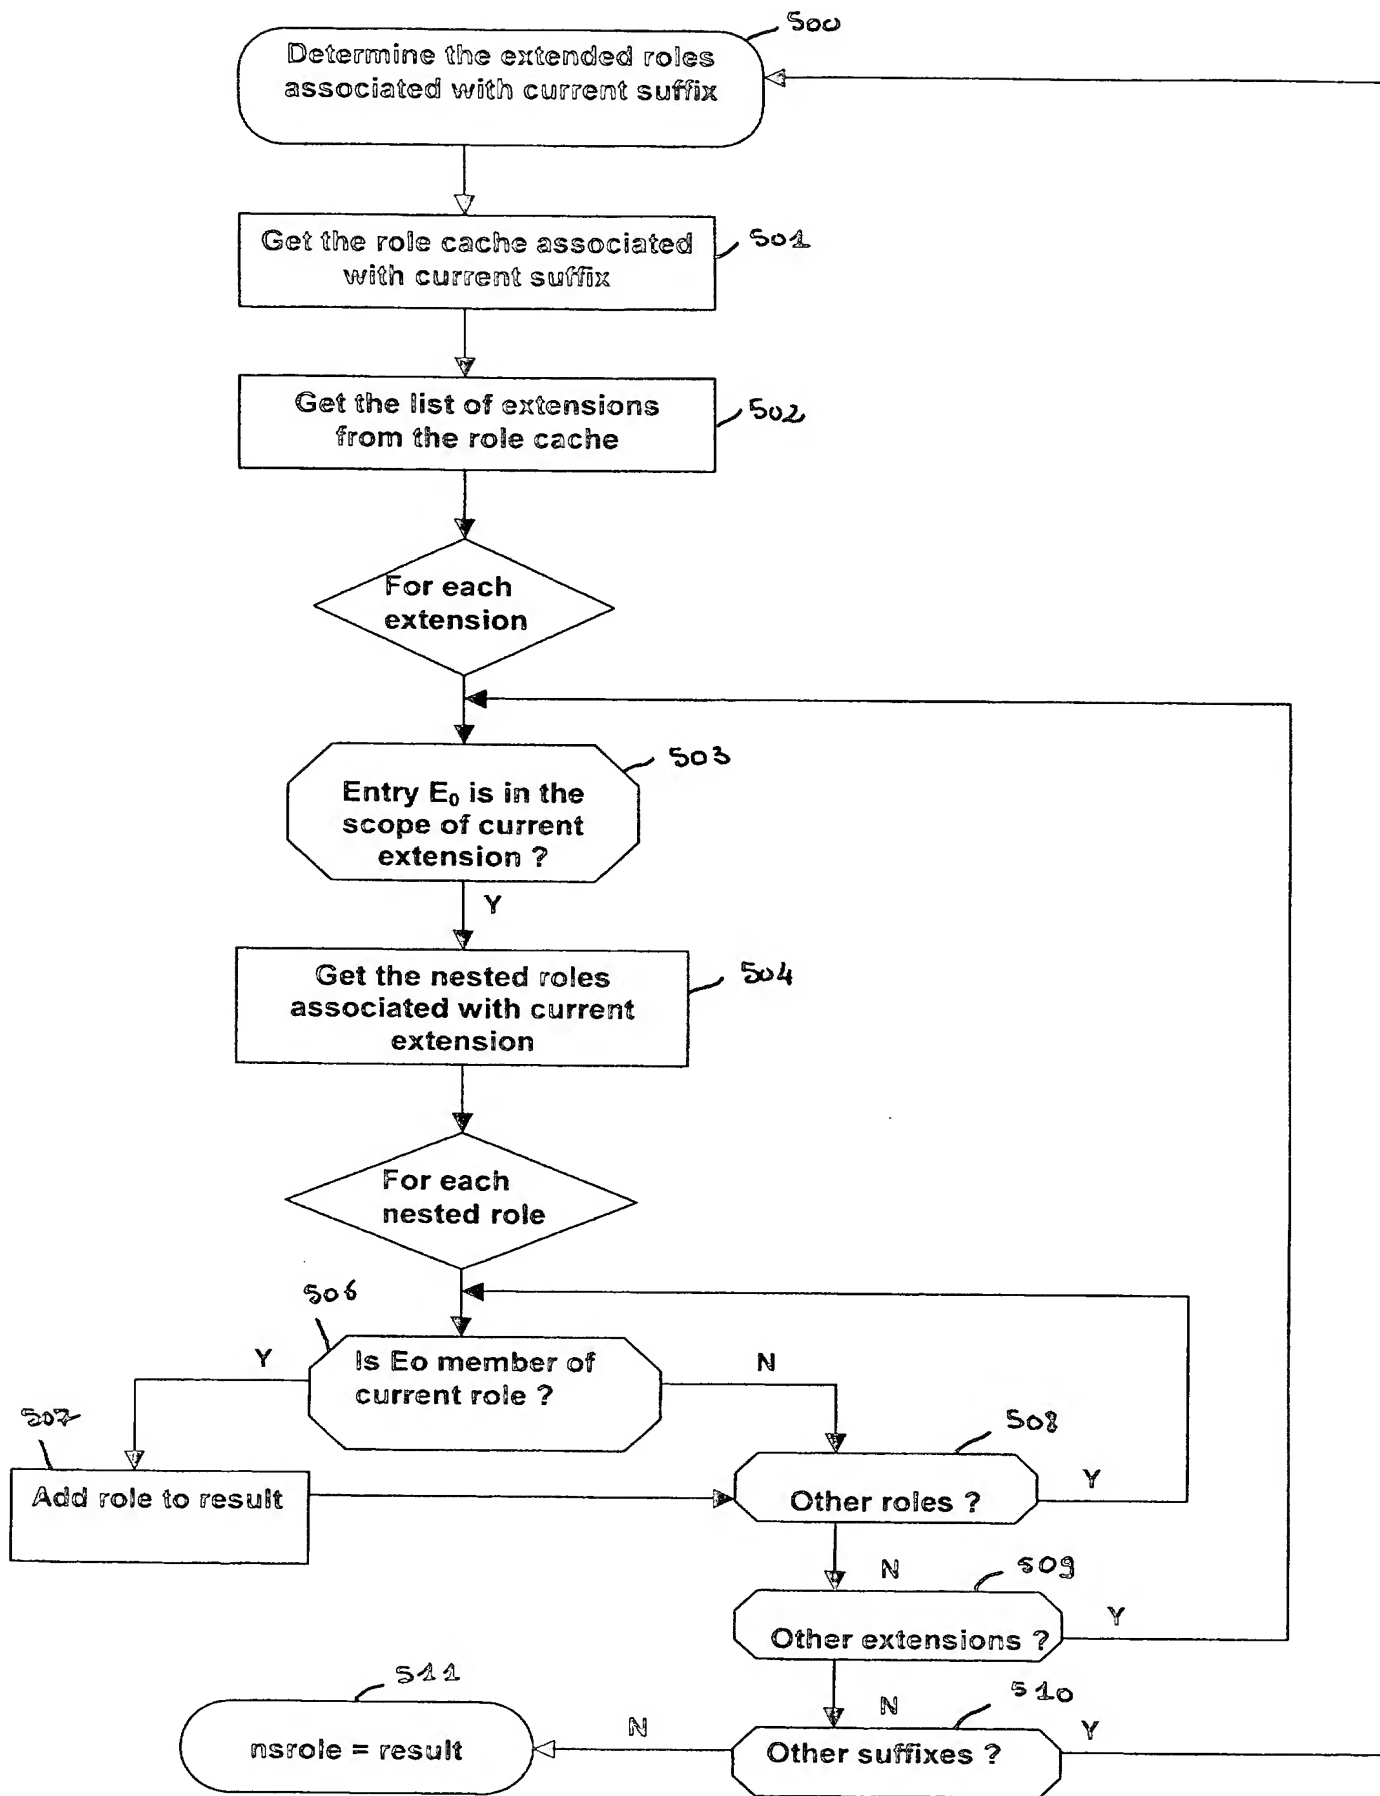 500
Determine the extended roles
associated with current suffix
Get the role cache associated
with current suffix
501
Get the list of extensions
from the role cache
502
For each
extension
503
Entry E₀ is in the
scope of current
extension ?
Y
Get the nested roles
associated with current
extension
504
For each
nested role
506
Is Eo member of
current role ?
Y
N
507
Add role to result
508
Other roles ?
Y
N
509
Other extensions ?
Y
N
510
Other suffixes ?
Y
N
511
nsrole = result